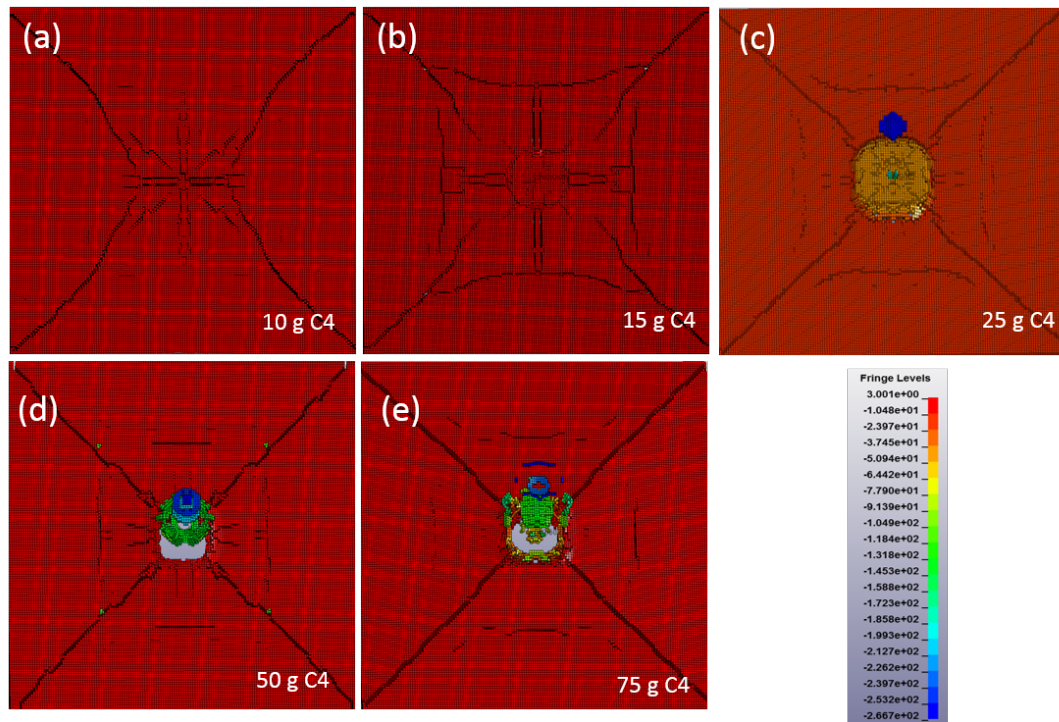 (a)
10 g C4
(b)
15 g C4
(c)
25 g C4
(d)
50 g C4
(e)
75 g C4
Fringe Levels
3.001e+00
-1.048e+01
-2.397e+01
-3.745e+01
-5.094e+01
-6.442e+01
-7.790e+01
-9.139e+01
-1.049e+02
-1.184e+02
-1.318e+02
-1.453e+02
-1.588e+02
-1.723e+02
-1.858e+02
-1.993e+02
-2.127e+02
-2.262e+02
-2.397e+02
-2.532e+02
-2.667e+02